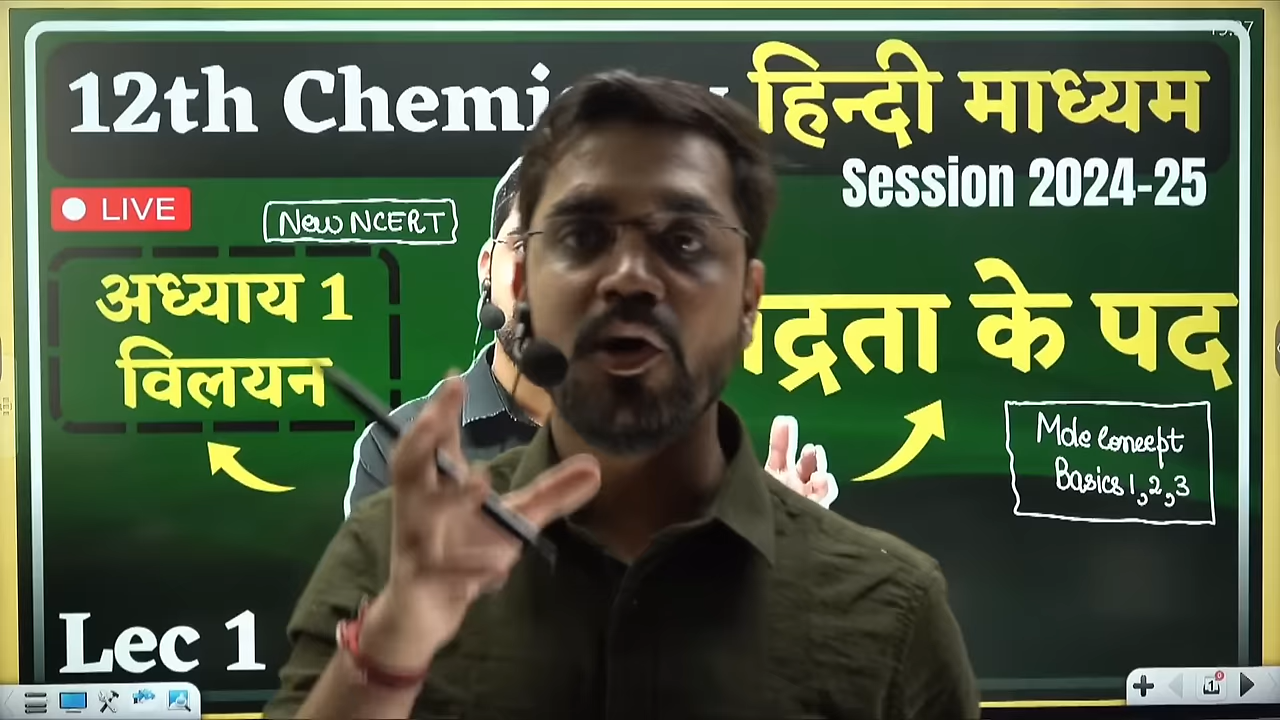 12th Chemi हिन्दी माध्यम
Session 2024-25
LIVE
New NCERT
अध्याय 1
विलयन
के पद
Mole Concept
Basics 1, 2, 3
Lec 1